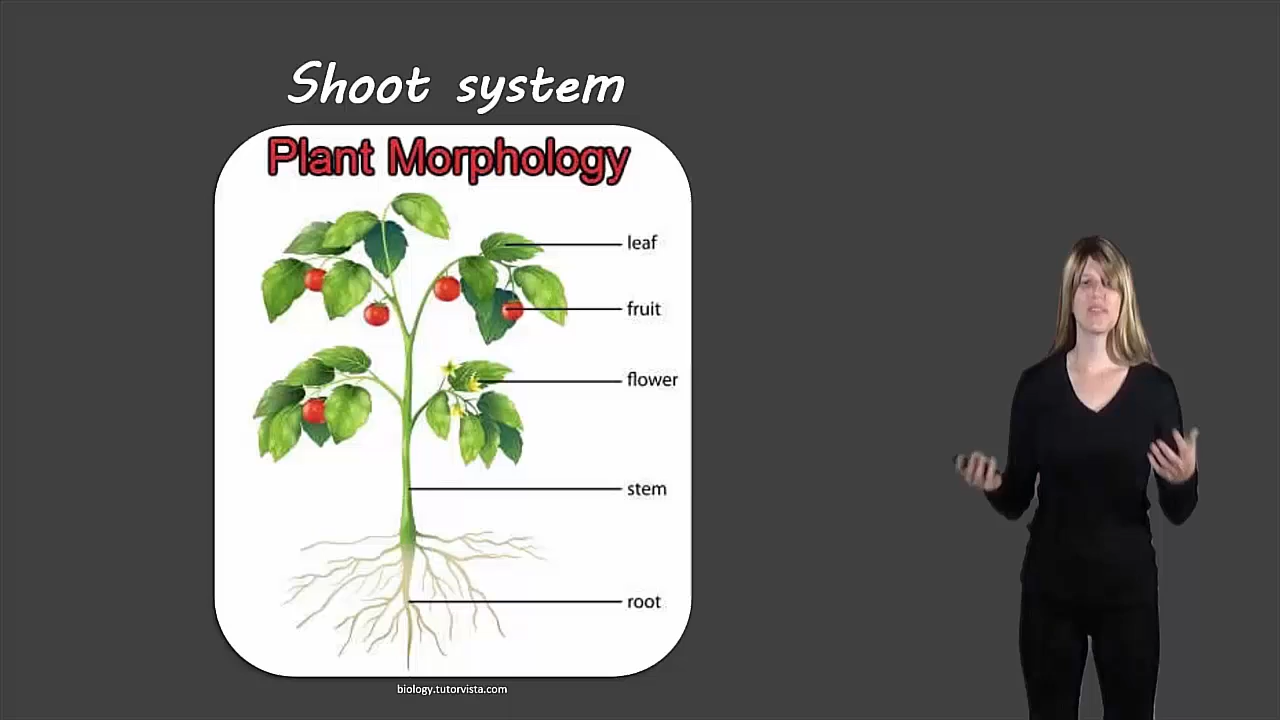 Shoot system
Plant Morphology
leaf
fruit
flower
stem
root
biology.tutorvista.com